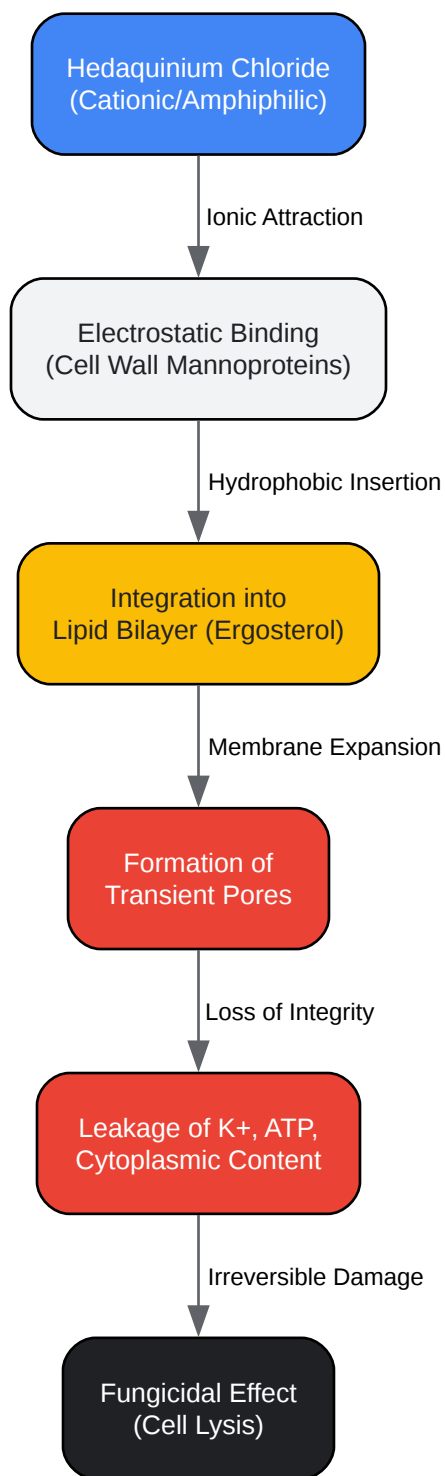 Hedaquinium Chloride
(Cationic/Amphiphilic)
Ionic Attraction
Electrostatic Binding
(Cell Wall Mannoproteins)
Hydrophobic Insertion
Integration into
Lipid Bilayer (Ergosterol)
Membrane Expansion
Formation of
Transient Pores
Loss of Integrity
Leakage of K+, ATP,
Cytoplasmic Content
Irreversible Damage
Fungicidal Effect
(Cell Lysis)